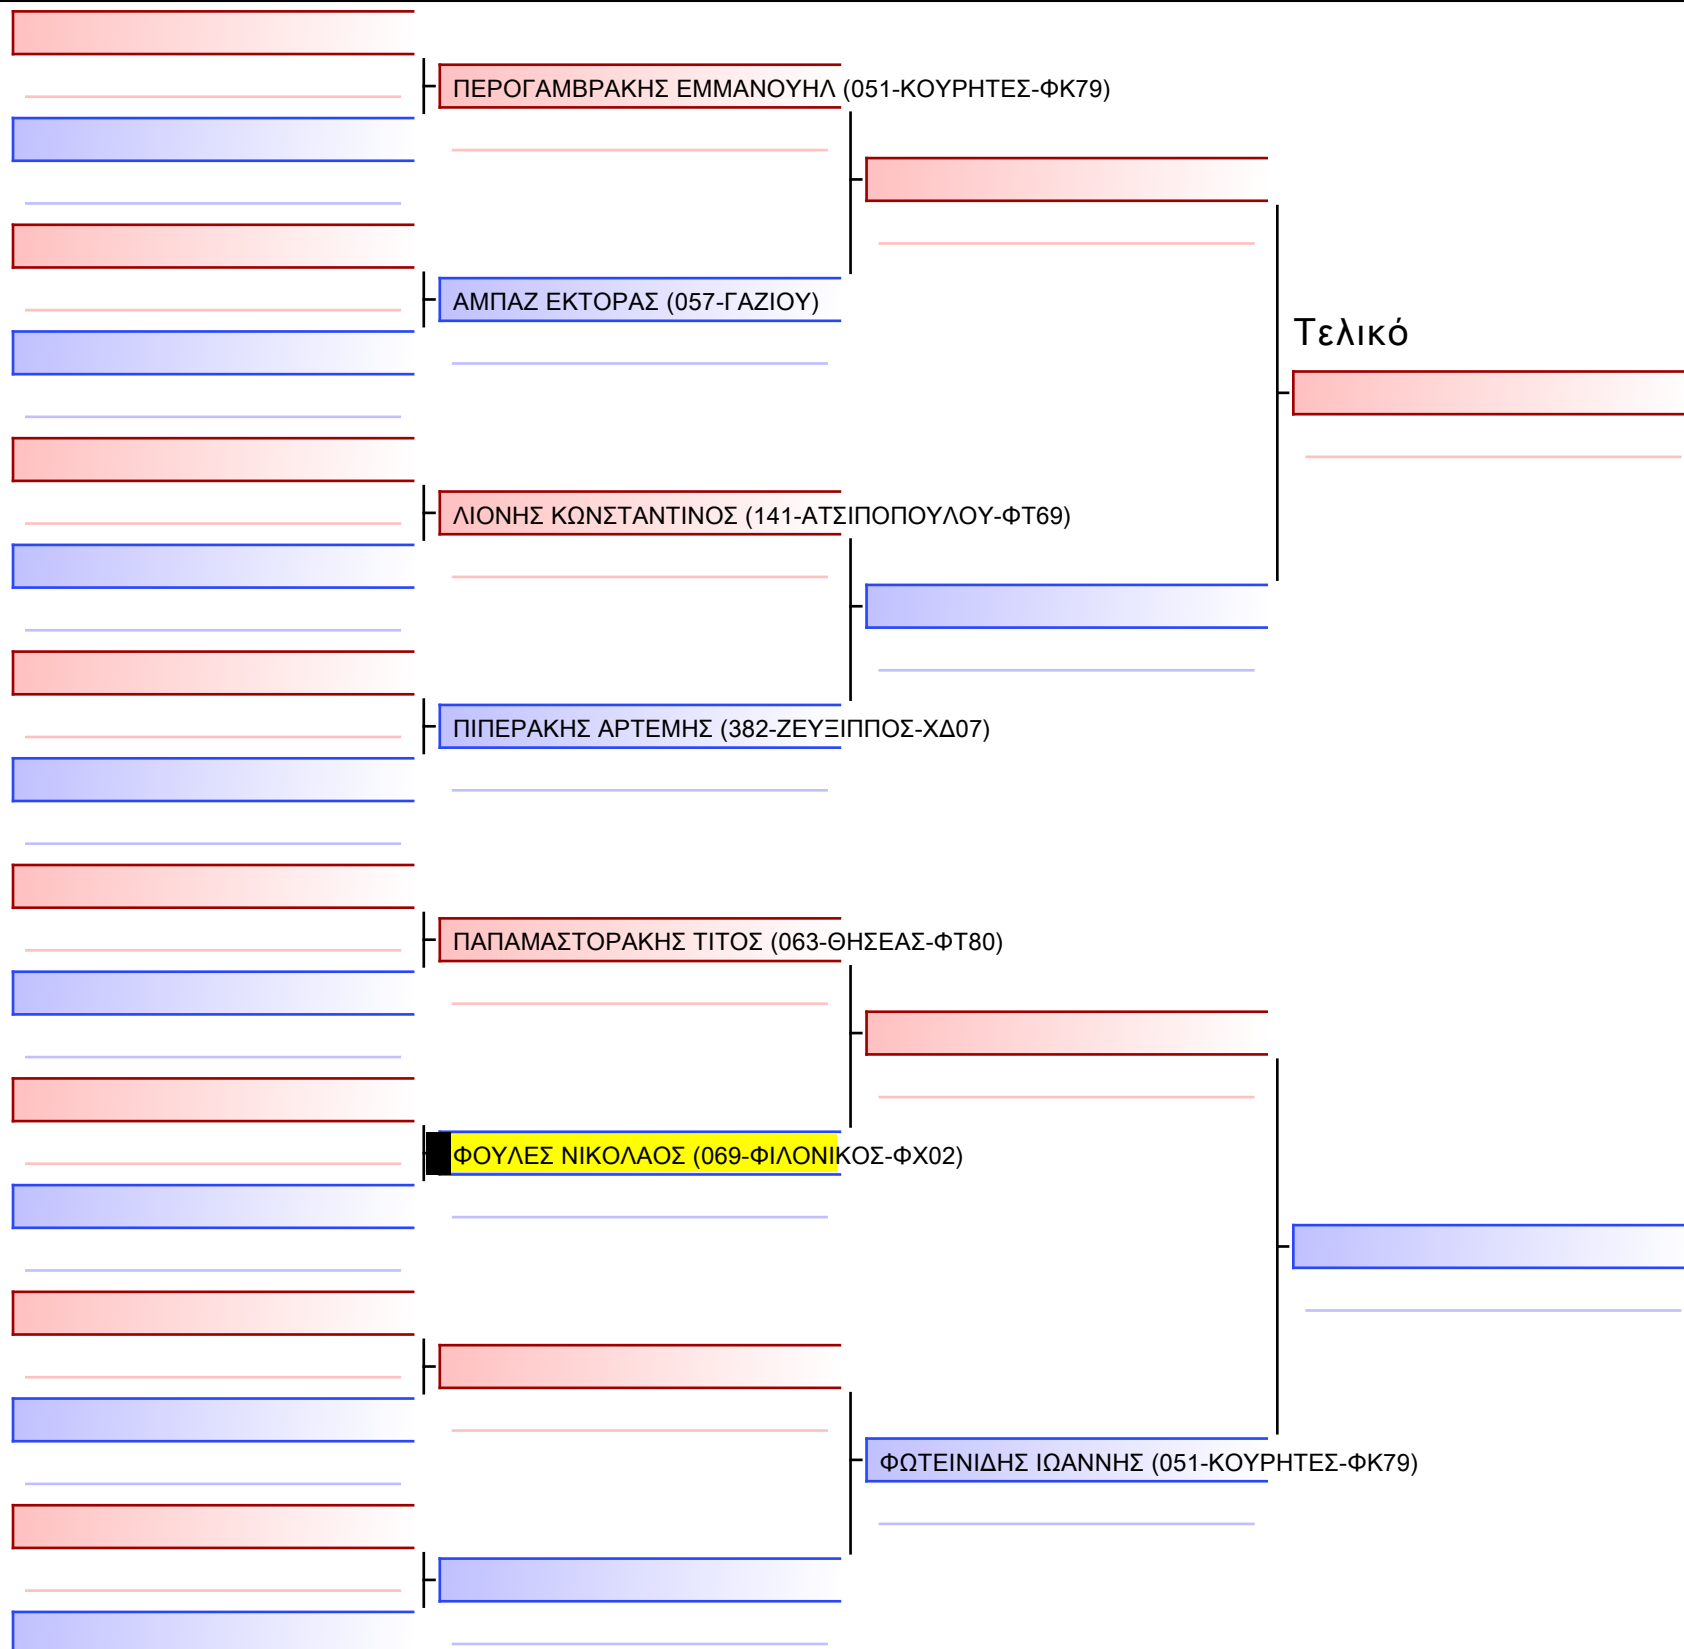 ΠΕΡΟΓΑΜΒΡΑΚΗΣ ΕΜΜΑΝΟΥΗΛ (051-ΚΟΥΡΗΤΕΣ-ΦΚ79)
ΑΜΠΑΖ ΕΚΤΟΡΑΣ (057-ΓΑΖΙΟΥ)
Τελικό
ΛΙΟΝΗΣ ΚΩΝΣΤΑΝΤΙΝΟΣ (141-ΑΤΣΙΠΟΠΟΥΛΟΥ-ΦΤ69)
ΠΙΠΕΡΑΚΗΣ ΑΡΤΕΜΗΣ (382-ΖΕΥΞΙΠΠΟΣ-ΧΔ07)
ΠΑΠΑΜΑΣΤΟΡΑΚΗΣ ΤΙΤΟΣ (063-ΘΗΣΕΑΣ-ΦΤ80)
ΦΟΥΛΕΣ ΝΙΚΟΛΑΟΣ (069-ΦΙΛΟΝΙΚΟΣ-ΦΧ02)
ΦΩΤΕΙΝΙΔΗΣ ΙΩΑΝΝΗΣ (051-ΚΟΥΡΗΤΕΣ-ΦΚ79)